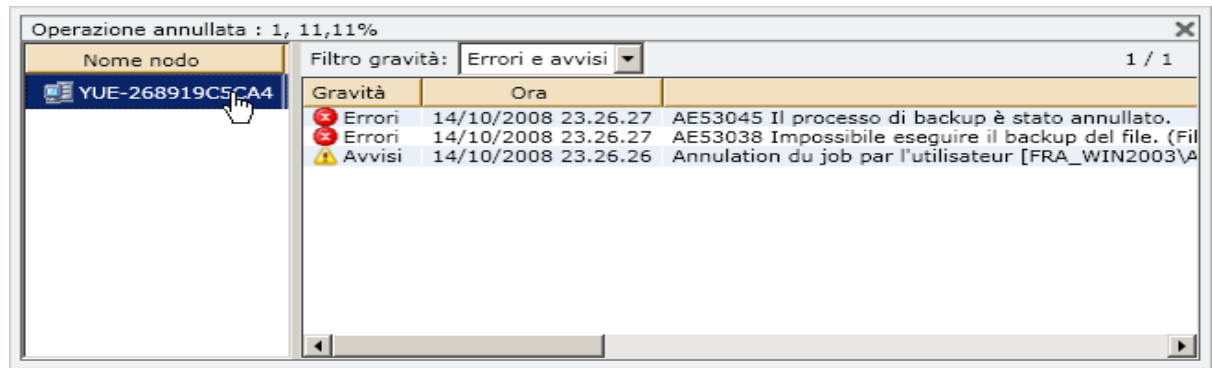 Operazione annullata : 1, 11,11%
Nome nodo
Filtro gravità: Errori e avvisi 1 / 1
YUE-268919C5CA4
Gravità Ora
Errori 14/10/2008 23.26.27 AE53045 Il processo di backup è stato annullato.
Errori 14/10/2008 23.26.27 AE53038 Impossibile eseguire il backup del file. (Fil
Avvisi 14/10/2008 23.26.26 Annulation du job par l'utilisateur [FRA_WIN2003\A